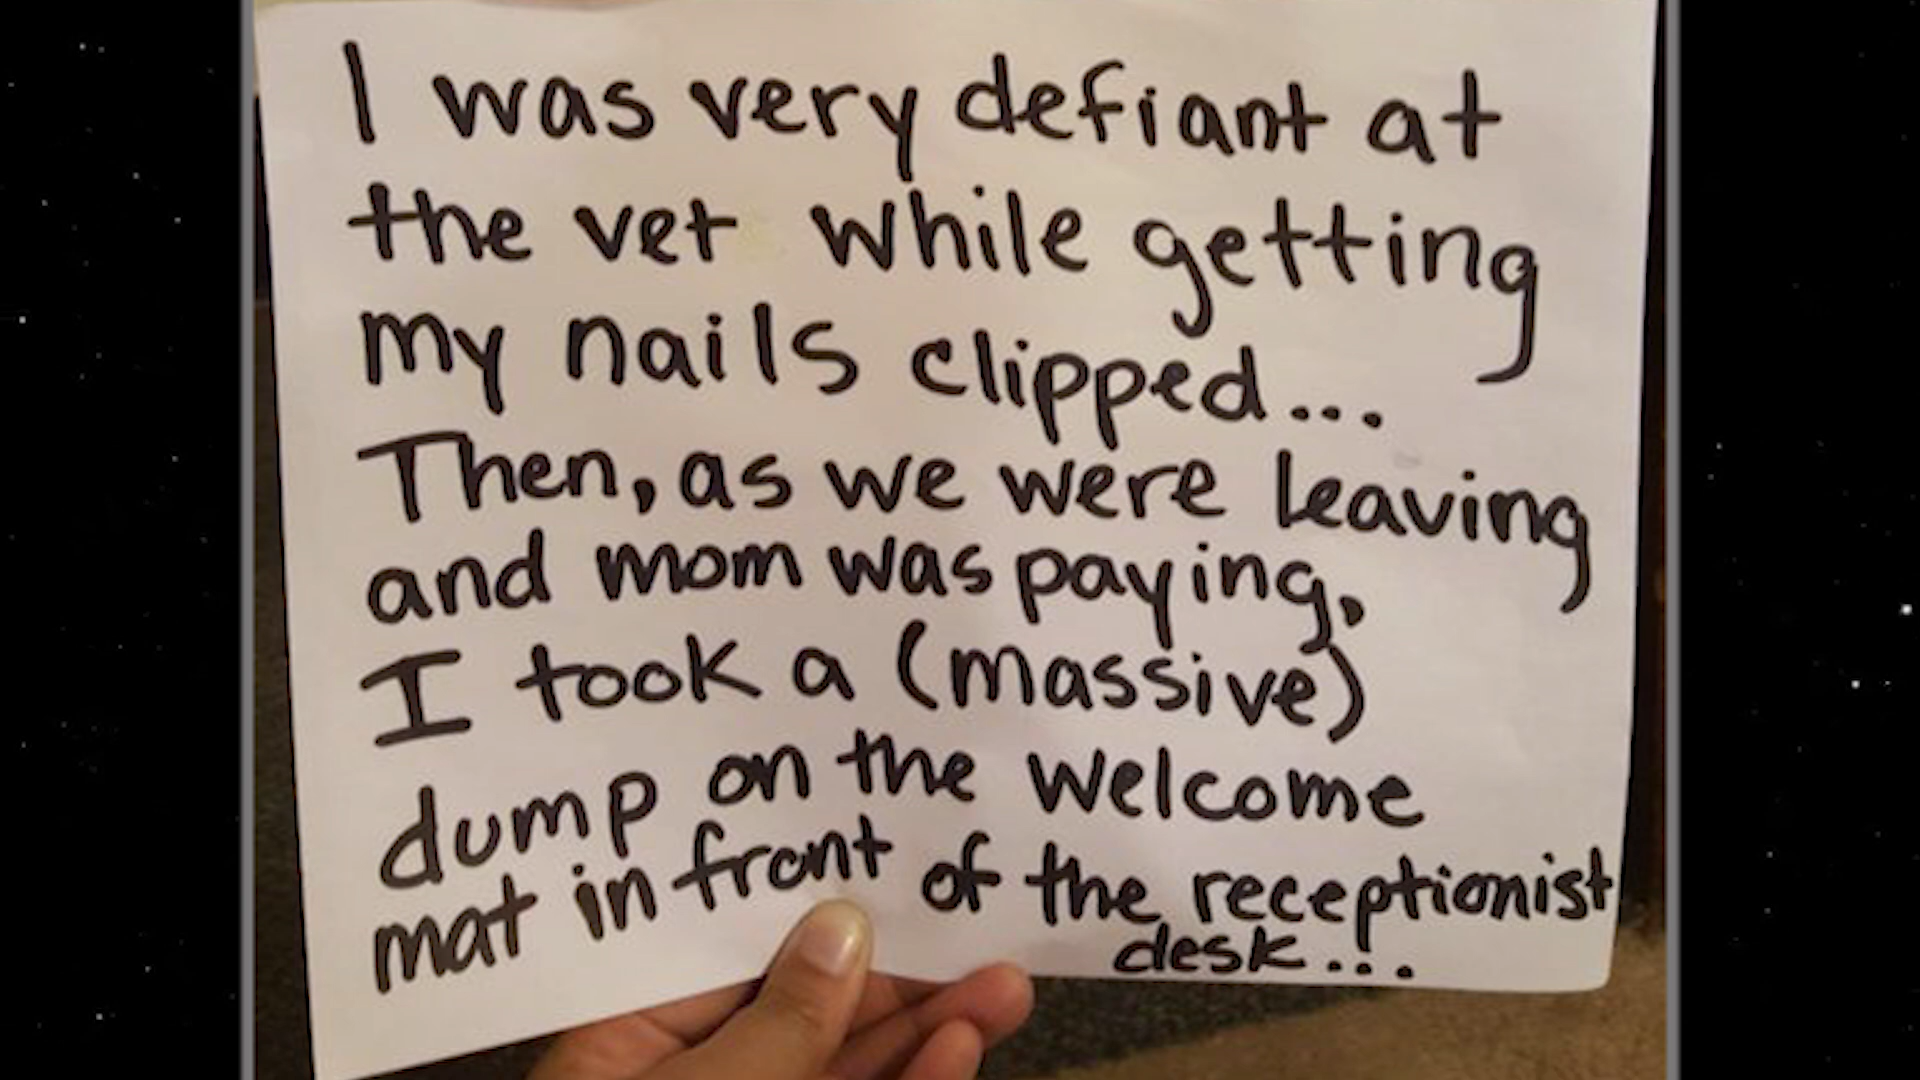 I was very defiant at
the vet while getting
my nails clipped...
Then, as we were leaving
and mom was paying,
I took a (massive)
dump on the welcome
mat in front of the receptionist
desk...